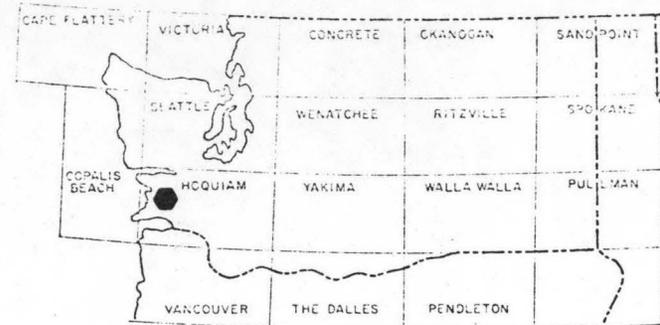 CAPE FLATTERY
VICTORIA
CONCRETE
OKANOGAN
SANDPOINT
SEATTLE
WENATCHEE
RITZVILLE
SPOKANE
COPALIS
BEACH
HOQUIAM
YAKIMA
WALLA WALLA
PULLMAN
VANCOUVER
THE DALLES
PENDLETON